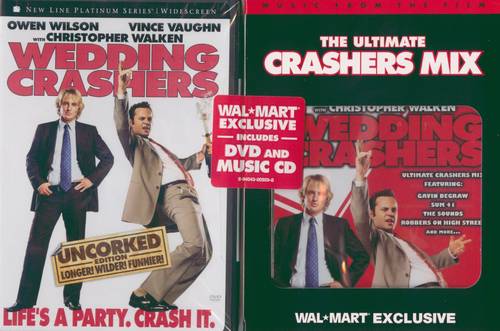 NEW LINE PLATINUM SERIES | WIDESCREEN
OWEN WILSON VINCE VAUGHN
WITH CHRISTOPHER WALKEN
WEDDING
CRASHERS
UNCORKED
EDITION
LONGER! WILDER! FUNNIER!
DVD
LIFE'S A PARTY. CRASH IT.
WAL★MART
EXCLUSIVE
INCLUDES
DVD AND
MUSIC CD
MUSIC FROM THE FILM
THE ULTIMATE
CRASHERS MIX
WITH CHRISTOPHER WALKEN
WEDDING
CRASHERS
ULTIMATE CRASHERS MIX
FEATURING:
GAVIN DEGRAW
SUM 41
THE SOUNDS
ROBBERS ON HIGH STREET
AND MORE...
WAL★MART EXCLUSIVE